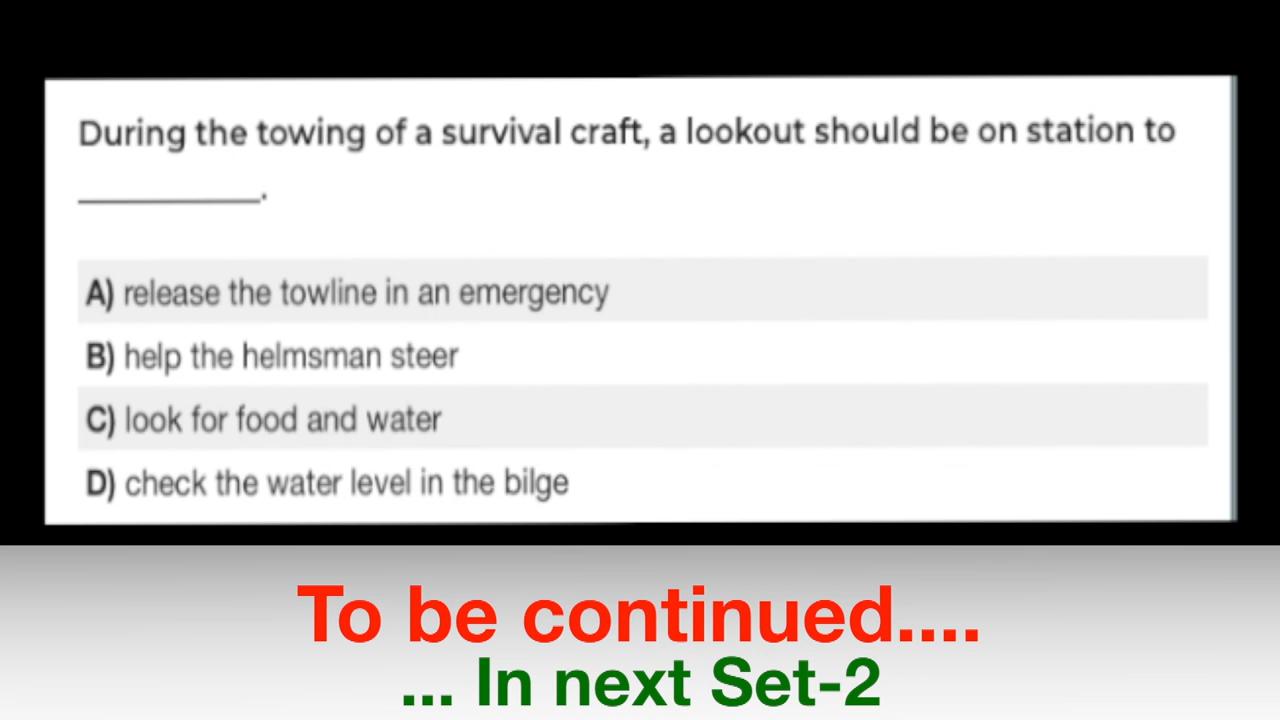 During the towing of a survival craft, a lookout should be on station to
__________.
A) release the towline in an emergency
B) help the helmsman steer
C) look for food and water
D) check the water level in the bilge
To be continued....
... In next Set-2